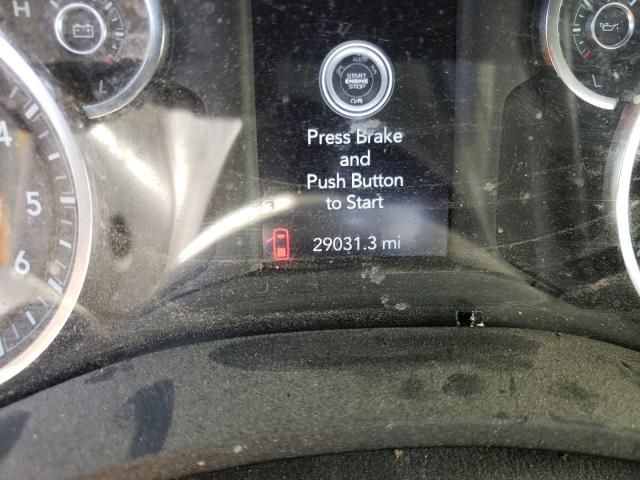 H
L
L
4
5
6
START
ENGINE
STOP
Press Brake
and
Push Button
to Start
29031.3 mi